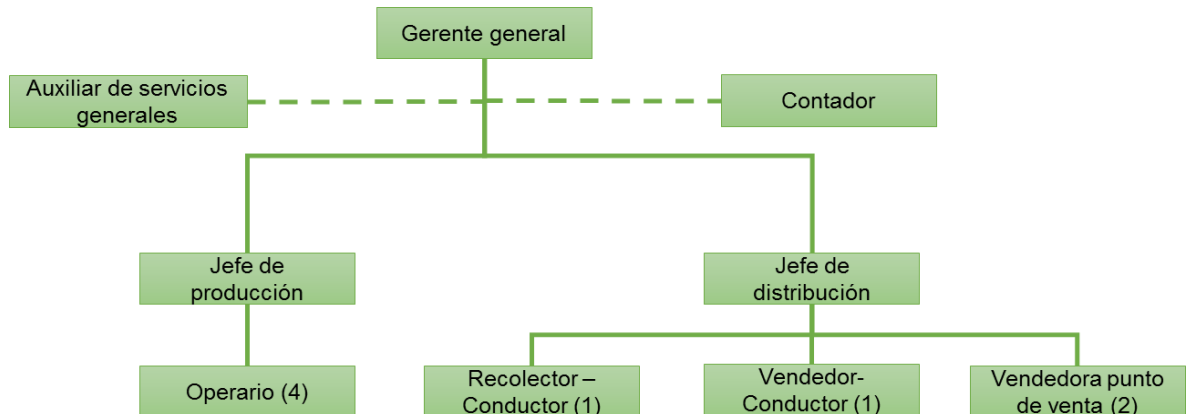 Gerente general
Auxiliar de servicios
generales
Contador
Jefe de
producción
Jefe de
distribución
Operario (4)
Recolector –
Conductor (1)
Vendedor-
Conductor (1)
Vendedora punto
de venta (2)